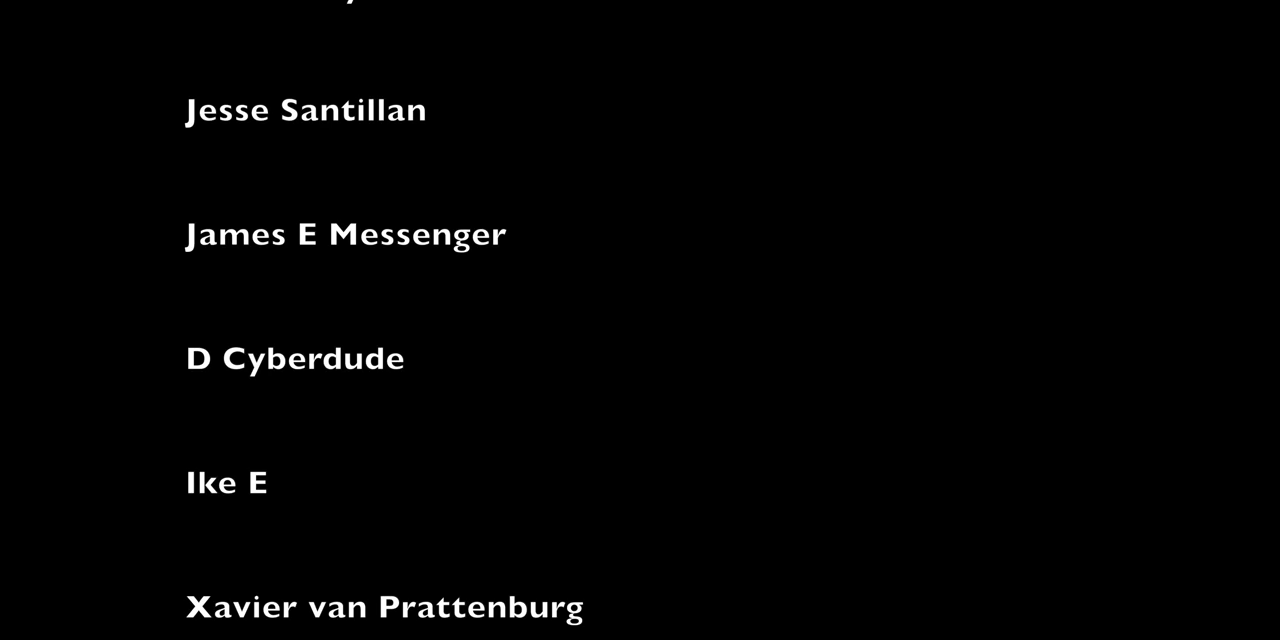 Jesse Santillan
James E Messenger
D Cyberdude
Ike E
Xavier van Prattenburg